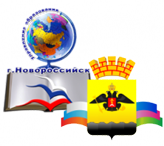 Управление образования
г.Новороссийск